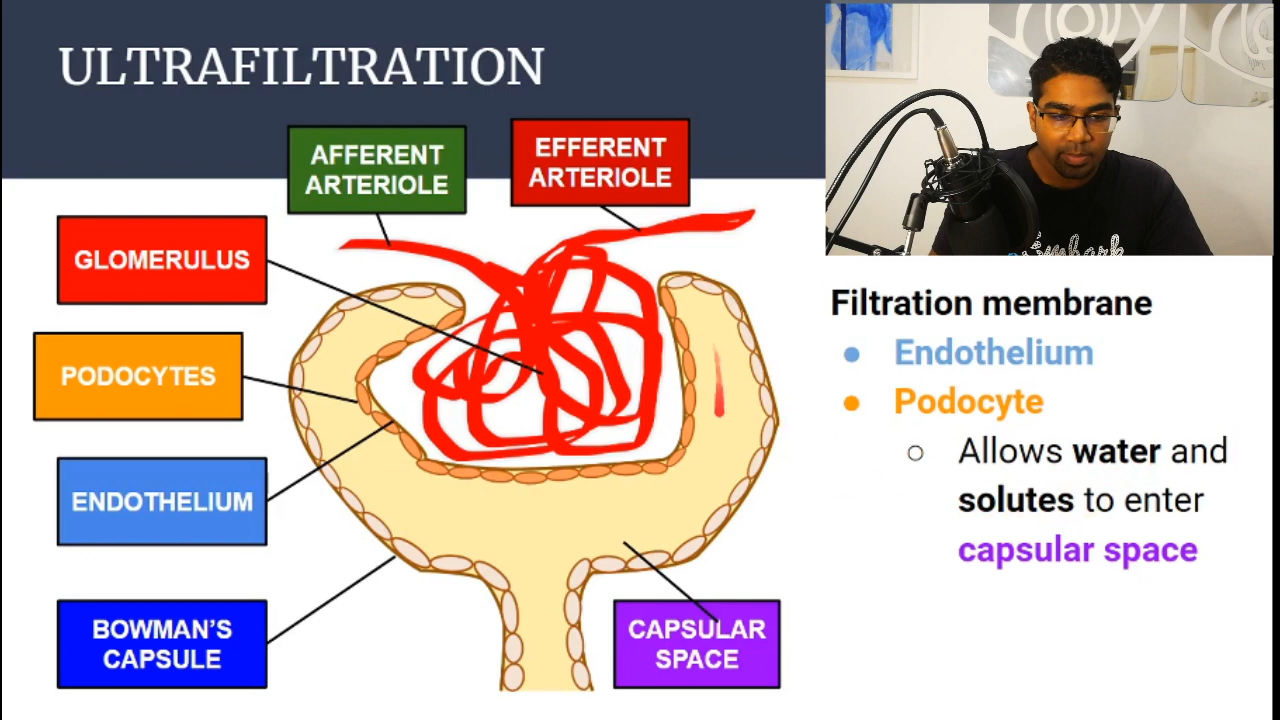 ULTRAFILTRATION
AFFERENT
ARTERIOLE
EFFERENT
ARTERIOLE
GLOMERULUS
PODOCYTES
ENDOTHELIUM
BOWMAN'S
CAPSULE
CAPSULAR
SPACE
Filtration membrane
● Endothelium
● Podocyte
○ Allows water and
solutes to enter
capsular space